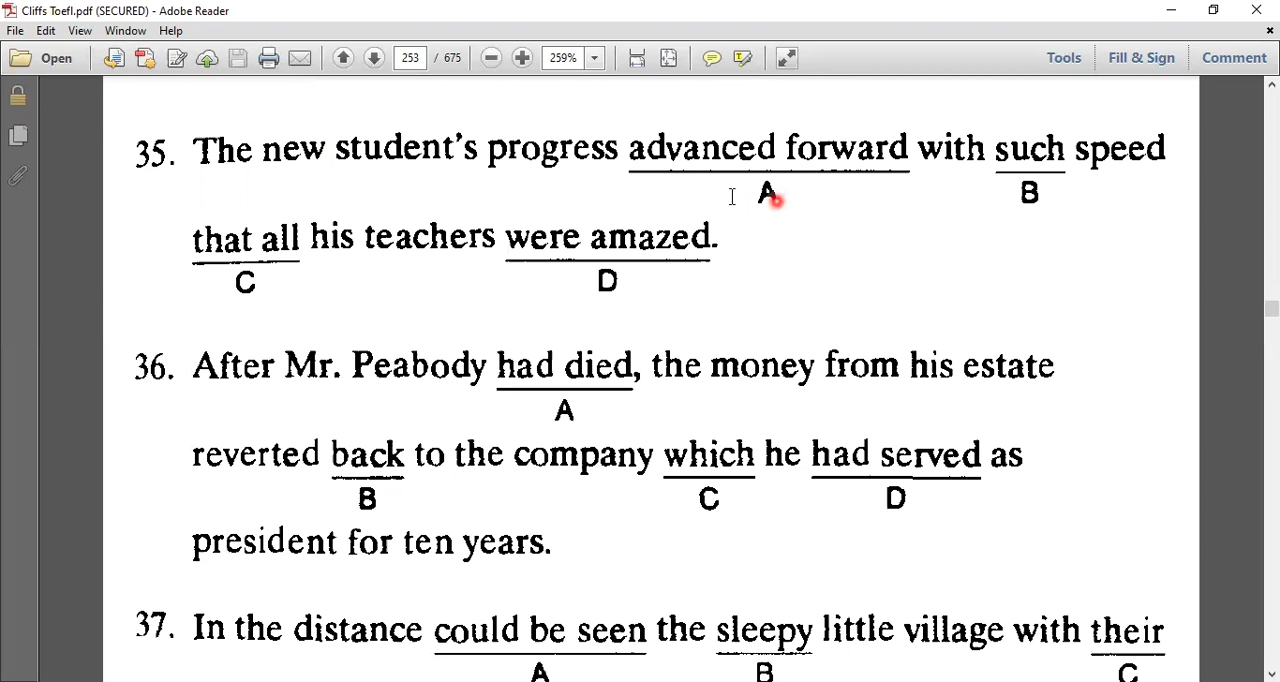 Cliffs Toefl.pdf (SECURED) - Adobe Reader
File Edit View Window Help
Open 253 / 675 259% Tools Fill & Sign Comment
35. The new student's progress advanced forward with such speed
A B
that all his teachers were amazed.
C D
36. After Mr. Peabody had died, the money from his estate
A
reverted back to the company which he had served as
B C D
president for ten years.
37. In the distance could be seen the sleepy little village with their
A B C